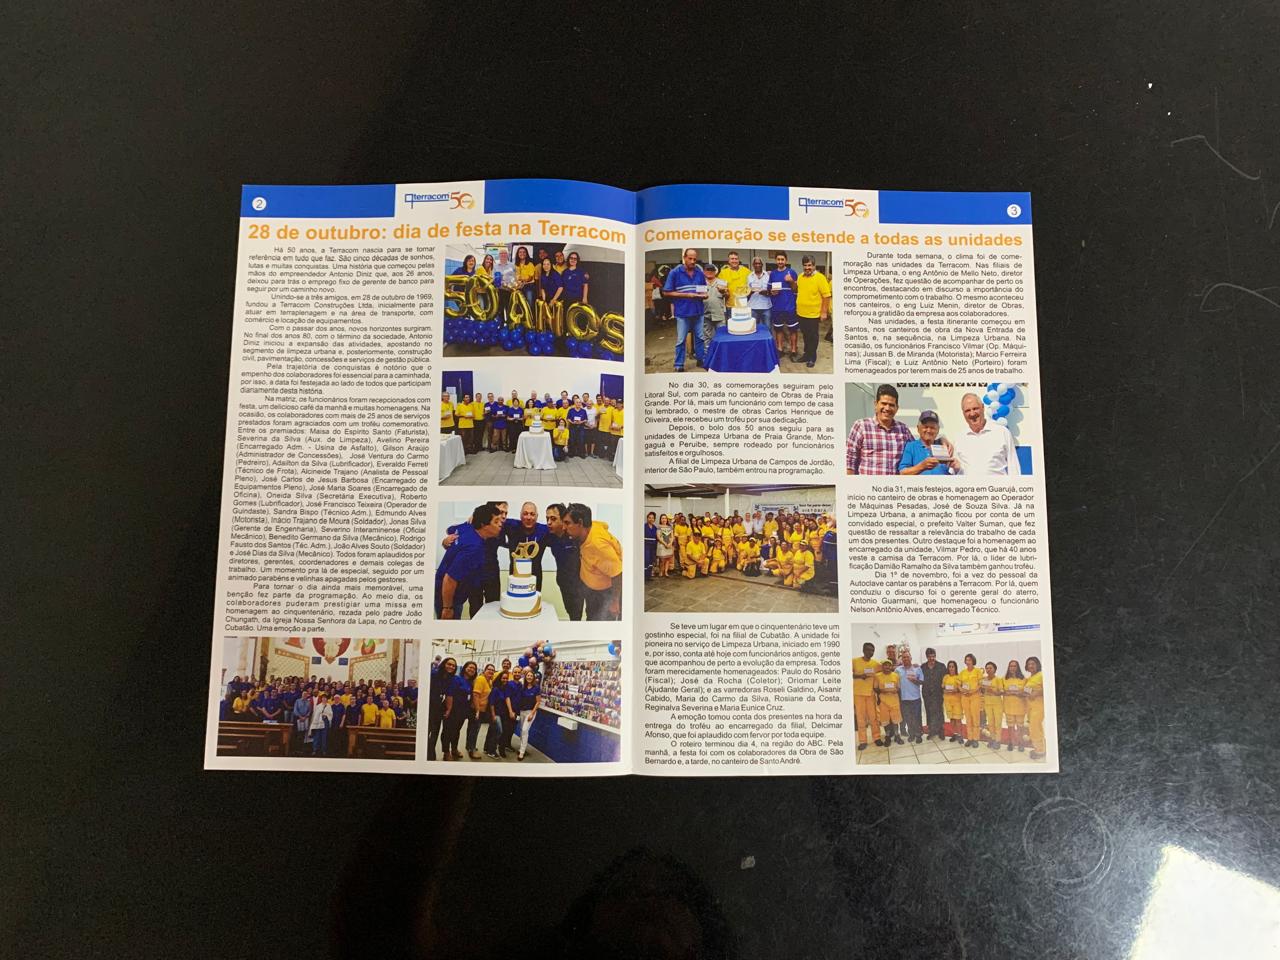 2
terracom 50
28 de outubro: dia de festa na Terracom
Há 50 anos, a Terracom nascia para se tornar
referência em tudo que faz. São cinco décadas de sonhos,
lutas e muitas conquistas. Uma história que começou pelas
mãos do empreendedor Antonio Diniz que, aos 26 anos,
deixou para trás o emprego fixo de gerente de banco para
seguir por um caminho novo.
Unindo-se a três amigos, em 28 de outubro de 1969,
fundou a Terracom Construções Ltda, inicialmente para
atuar em terraplenagem e na área de transporte, com
comércio e locação de equipamentos.
Com o passar dos anos, novos horizontes surgiram.
No final dos anos 80, com o término da sociedade, Antonio
Diniz iniciou a expansão das atividades, apostando no
segmento de limpeza urbana e, posteriormente, construção
civil, pavimentação, concessões e serviços de gestão pública.
Pela trajetória de conquistas é notório que o
empenho dos colaboradores foi essencial para a caminhada,
por isso, a data foi festejada ao lado de todos que participam
diariamente desta história.
Na matriz, os funcionários foram recepcionados com
festa, um delicioso café da manhã e muitas homenagens. Na
ocasião, os colaboradores com mais de 25 anos de serviços
prestados foram agraciados com um troféu comemorativo.
Entre os premiados: Maisa do Espírito Santo (Faturista),
Severina da Silva (Aux. de Limpeza), Avelino Pereira
(Encarregado Adm. - Usina de Asfalto), Gilson Araújo
(Administrador de Concessões), José Ventura do Carmo
(Pedreiro), Adailton da Silva (Lubrificador), Everaldo Ferreti
(Técnico de Frota), Alcineide Trajano (Analista de Pessoal
Pleno), José Carlos de Jesus Barbosa (Encarregado de
Equipamentos Pleno), José Maria Soares (Encarregado de
Oficina), Oneida Silva (Secretária Executiva), Roberto
Gomes (Lubrificador), José Francisco Teixeira (Operador de
Guindaste), Sandra Bispo (Técnico Adm.), Edmundo Alves
(Motorista), Inácio Trajano de Moura (Soldador), Jonas Silva
(Gerente de Engenharia), Severino Interaminense (Oficial
Mecânico), Benedito Germano da Silva (Mecânico), Rodrigo
Fausto dos Santos (Téc. Adm.), João Alves Souto (Soldador)
e José Dias da Silva (Mecânico). Todos foram aplaudidos por
diretores, gerentes, coordenadores e demais colegas de
trabalho. Um momento pra lá de especial, seguido por um
animado parabéns e velinhas apagadas pelos gestores.
Para tornar o dia ainda mais memorável, uma
benção fez parte da programação. Ao meio dia, os
colaboradores puderam prestigiar uma missa em
homenagem ao cinquentenário, rezada pelo padre João
Chungath, da Igreja Nossa Senhora da Lapa, no Centro de
Cubatão. Uma emoção a parte.
50 ANOS
50
terracom 50
3
Comemoração se estende a todas as unidades
No dia 30, as comemorações seguiram pelo
Litoral Sul, com parada no canteiro de Obras de Praia
Grande. Por lá, mais um funcionário com tempo de casa
foi lembrado, o mestre de obras Carlos Henrique de
Oliveira, ele recebeu um troféu por sua dedicação.
Depois, o bolo dos 50 anos seguiu para as
unidades de Limpeza Urbana de Praia Grande, Mon-
gaguá e Peruíbe, sempre rodeado por funcionários
satisfeitos e orgulhosos.
A filial de Limpeza Urbana de Campos de Jordão,
interior de São Paulo, também entrou na programação.
Se teve um lugar em que o cinquentenário teve um
gostinho especial, foi na filial de Cubatão. A unidade foi
pioneira no serviço de Limpeza Urbana, iniciado em 1990
e, por isso, conta até hoje com funcionários antigos, gente
que acompanhou de perto a evolução da empresa. Todos
foram merecidamente homenageados: Paulo do Rosário
(Fiscal); José da Rocha (Coletor); Oriomar Leite
(Ajudante Geral); e as varredoras Roseli Galdino, Aisanir
Cabido, Maria do Carmo da Silva, Rosiane da Costa,
Reginalva Severina e Maria Eunice Cruz.
A emoção tomou conta dos presentes na hora da
entrega do troféu ao encarregado da filial, Delcimar
Afonso, que foi aplaudido com fervor por toda equipe.
O roteiro terminou dia 4, na região do ABC. Pela
manhã, a festa foi com os colaboradores da Obra de São
Bernardo e, a tarde, no canteiro de Santo André.
Durante toda semana, o clima foi de come-
moração nas unidades da Terracom. Nas filiais de
Limpeza Urbana, o eng Antônio de Mello Neto, diretor
de Operações, fez questão de acompanhar de perto os
encontros, destacando em discurso a importância do
comprometimento com o trabalho. O mesmo aconteceu
nos canteiros, o eng Luiz Menin, diretor de Obras,
reforçou a gratidão da empresa aos colaboradores.
Nas unidades, a festa itinerante começou em
Santos, nos canteiros de obra da Nova Entrada de
Santos e, na sequência, na Limpeza Urbana. Na
ocasião, os funcionários Francisco Vilmar (Op. Máqui-
nas); Jussan B. de Miranda (Motorista); Marcio Ferreira
Lima (Fiscal); e Luiz Antônio Neto (Porteiro) foram
homenageados por terem mais de 25 anos de trabalho.
No dia 31, mais festejos, agora em Guarujá, com
início no canteiro de obras e homenagem ao Operador
de Máquinas Pesadas, José de Souza Silva. Já na
Limpeza Urbana, a animação ficou por conta de um
convidado especial, o prefeito Valter Suman, que fez
questão de ressaltar a relevância do trabalho de cada
um dos presentes. Outro destaque foi a homenagem ao
encarregado da unidade, Vilmar Pedro, que há 40 anos
veste a camisa da Terracom. Por lá, o líder de lubri-
ficação Damião Ramalho da Silva também ganhou troféu.
Dia 1º de novembro, foi a vez do pessoal da
Autoclave cantar os parabéns a Terracom. Por lá, quem
conduziu o discurso foi o gerente geral do aterro,
Antonio Guarmani, que homenageou o funcionário
Nelson Antônio Alves, encarregado Técnico.